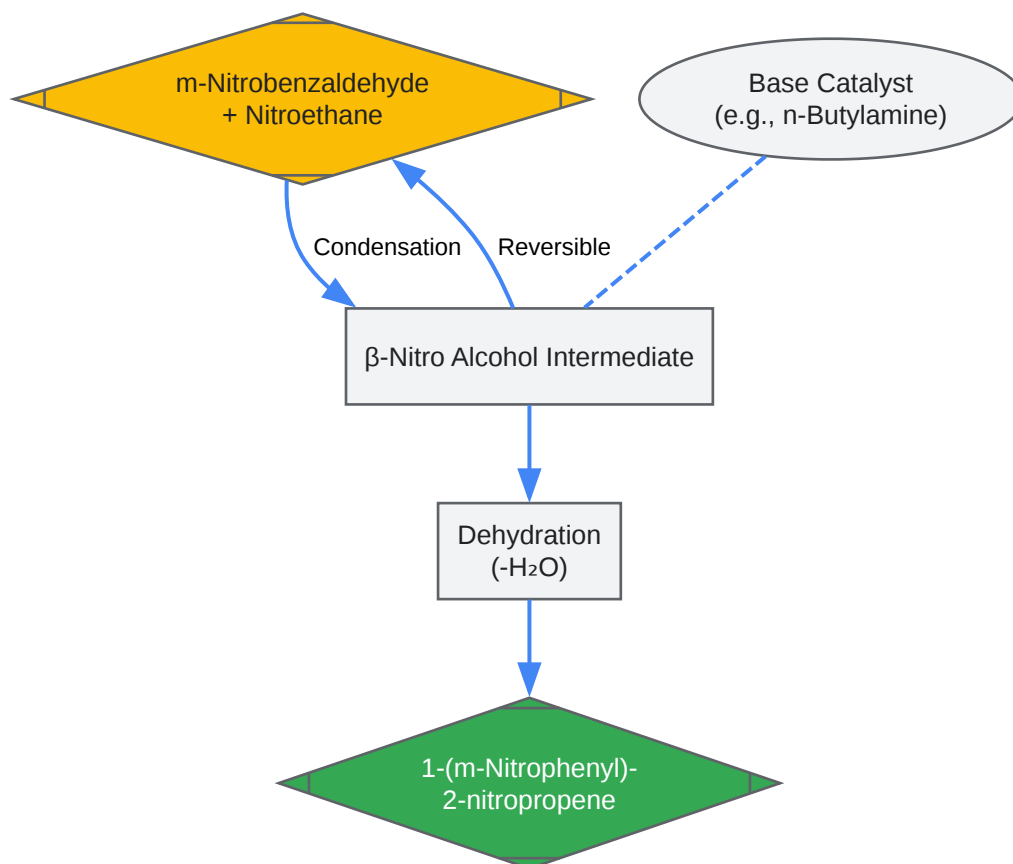 m-Nitrobenzaldehyde
+ Nitroethane
Base Catalyst
(e.g., n-Butylamine)
Condensation
Reversible
β-Nitro Alcohol Intermediate
Dehydration
(-H₂O)
1-(m-Nitrophenyl)-
2-nitropropene